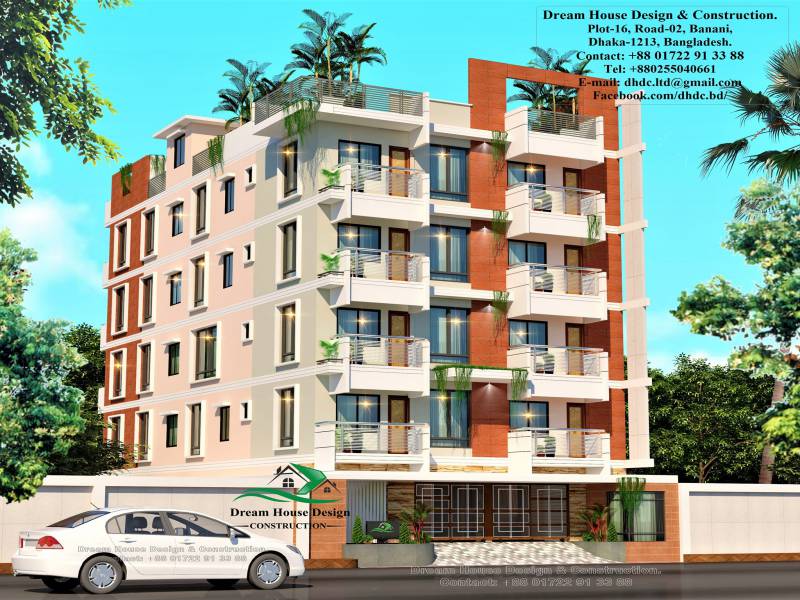 Dream House Design & Construction.
Plot-16, Road-02, Banani,
Dhaka-1213, Bangladesh.
Contact: +88 01722 91 33 88
Tel: +880255040661
E-mail: dhdc.ltd@gmail.com
Facebook.com/dhdc.bd/
Dream House Design
CONSTRUCTION
Dream House Design & Construction.
Contact: +88 01722 91 33 88
Dream House Design & Construction.
Contact: +88 01722 91 33 88